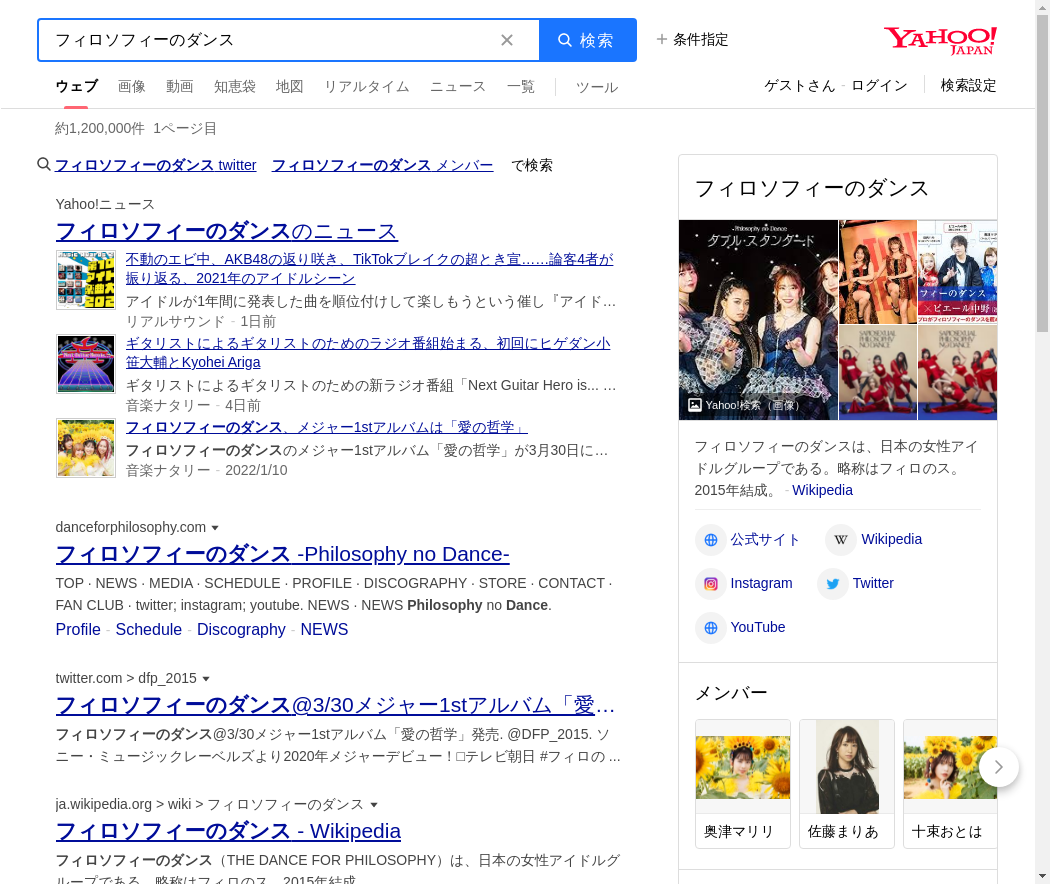 フィロソフィーのダンス
検索
条件指定
YAHOO!
JAPAN
ウェブ 画像 動画 知恵袋 地図 リアルタイム ニュース 一覧 ツール
ゲストさん - ログイン 検索設定
約1,200,000件 1ページ目
フィロソフィーのダンス twitter フィロソフィーのダンス メンバー で検索
Yahoo!ニュース
フィロソフィーのダンスのニュース
不動のエビ中、AKB48の返り咲き、TikTokブレイクの超とき宣……論客4者が
振り返る、2021年のアイドルシーン
アイドルが1年間に発表した曲を順位付けして楽しもうという催し『アイド…
リアルサウンド - 1日前
ギタリストによるギタリストのためのラジオ番組始まる、初回にヒゲダン小
笹大輔とKyohei Ariga
ギタリストによるギタリストのための新ラジオ番組「Next Guitar Hero is... …
音楽ナタリー - 4日前
フィロソフィーのダンス、メジャー1stアルバムは「愛の哲学」
フィロソフィーのダンスのメジャー1stアルバム「愛の哲学」が3月30日に…
音楽ナタリー - 2022/1/10
danceforphilosophy.com
フィロソフィーのダンス -Philosophy no Dance-
TOP · NEWS · MEDIA · SCHEDULE · PROFILE · DISCOGRAPHY · STORE · CONTACT ·
FAN CLUB · twitter; instagram; youtube. NEWS · NEWS Philosophy no Dance.
Profile - Schedule - Discography - NEWS
twitter.com > dfp_2015
フィロソフィーのダンス@3/30メジャー1stアルバム「愛…
フィロソフィーのダンス@3/30メジャー1stアルバム「愛の哲学」発売. @DFP_2015. ソ
ニー・ミュージックレーベルズより2020年メジャーデビュー！□テレビ朝日 #フィロの ...
ja.wikipedia.org > wiki > フィロソフィーのダンス
フィロソフィーのダンス - Wikipedia
フィロソフィーのダンス（THE DANCE FOR PHILOSOPHY）は、日本の女性アイドルグ
ループである。略称はフィロのス。2015年結成。
フィロソフィーのダンス
Philosophy no Dance
ダブル・スタンダード
フィーのダンス
×ピエール中野
SAPIOSEXUAL
PHILOSOPHY
NO DANCE
SAPIOSEXUAL
PHILOSOPHY
NO DANCE
Yahoo!検索（画像）
フィロソフィーのダンスは、日本の女性アイ
ドルグループである。略称はフィロのス。
2015年結成。 - Wikipedia
公式サイト W Wikipedia
Instagram Twitter
YouTube
メンバー
奥津マリリ 佐藤まりあ 十束おとは